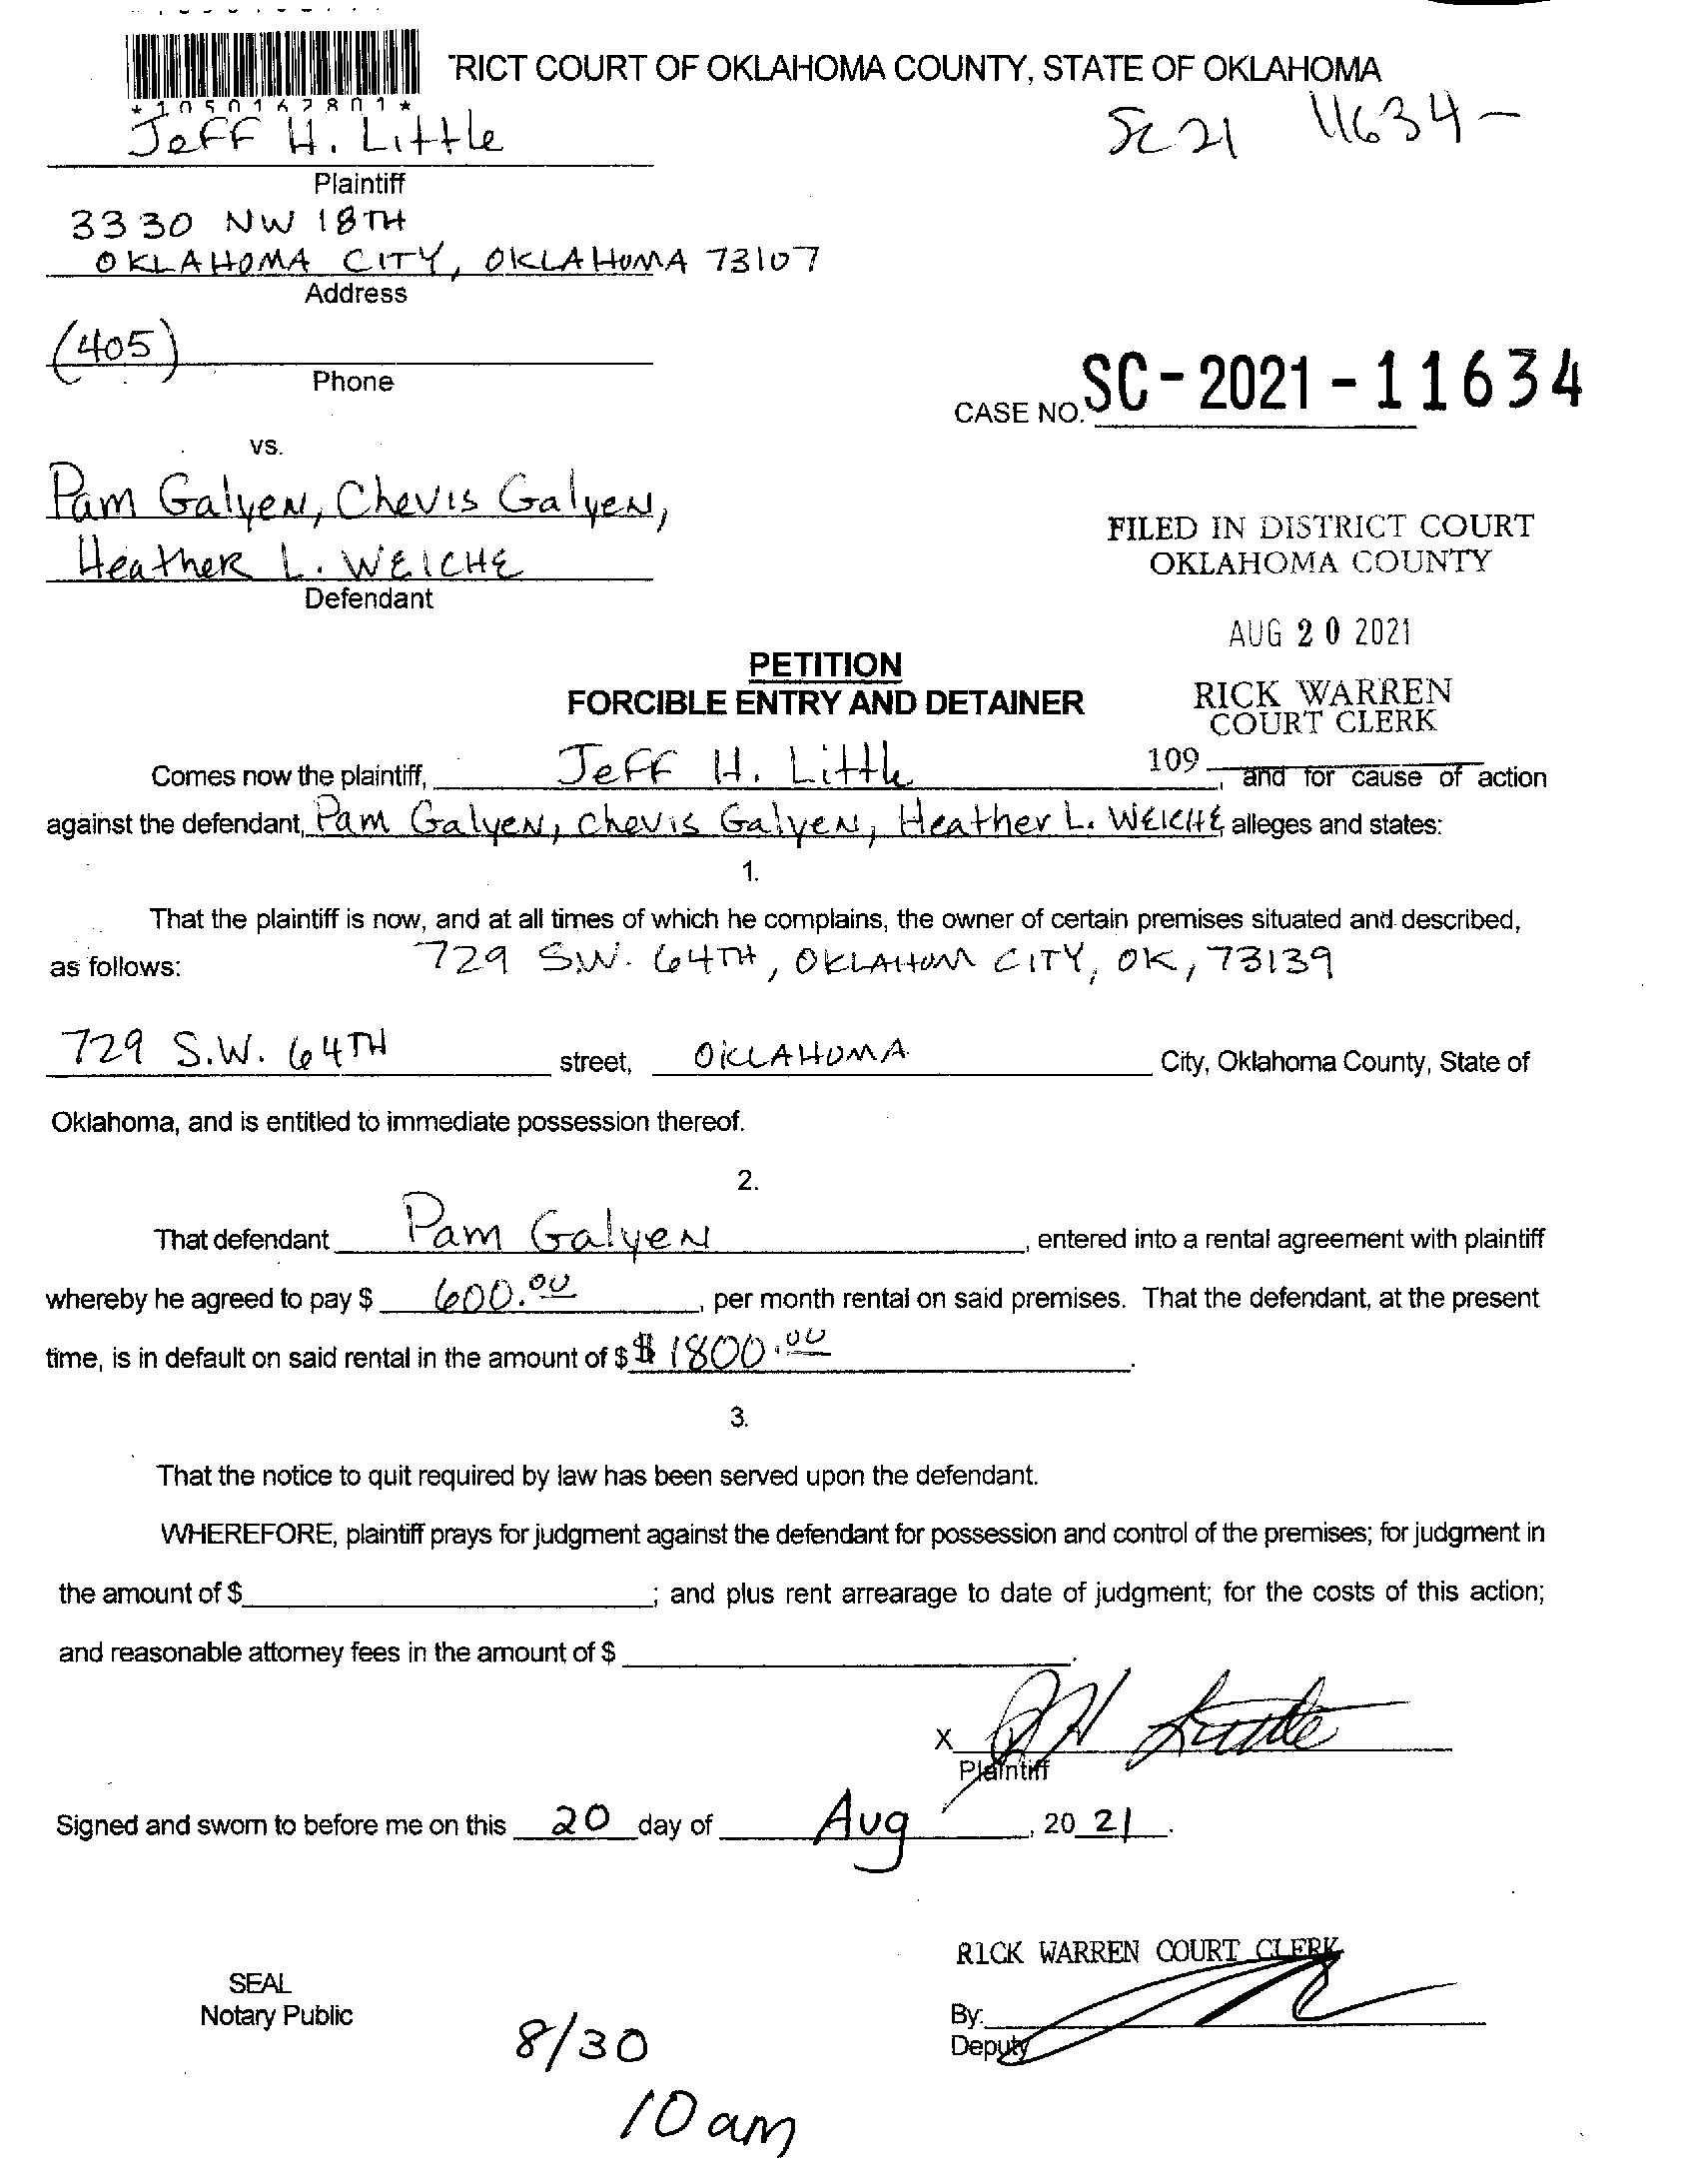 *1050162801*
RICT COURT OF OKLAHOMA COUNTY, STATE OF OKLAHOMA
Jeff H. Little
SC 21 11634-
Plaintiff
3330 NW 18TH
OKLAHOMA CITY, OKLAHOMA 73107
Address
(405)
Phone
CASE NO. SC-2021-11634
vs.
Pam Galyen, Chevis Galyen,
Heather L. WEICHE
Defendant
FILED IN DISTRICT COURT
OKLAHOMA COUNTY
AUG 20 2021
RICK WARREN
COURT CLERK
109
PETITION
FORCIBLE ENTRY AND DETAINER
Comes now the plaintiff, Jeff H. Little, and for cause of action
against the defendant, Pam Galyen, Chevis Galyen, Heather L. WEICHE alleges and states:
1.
That the plaintiff is now, and at all times of which he complains, the owner of certain premises situated and described,
as follows: 729 S.W. 64TH, OKLAHOM CITY, OK, 73139
729 S.W. 64TH street, OKLAHOMA City, Oklahoma County, State of
Oklahoma, and is entitled to immediate possession thereof.
2.
That defendant Pam Galyen, entered into a rental agreement with plaintiff
whereby he agreed to pay $ 600.00, per month rental on said premises. That the defendant, at the present
time, is in default on said rental in the amount of $ $1800.00.
3.
That the notice to quit required by law has been served upon the defendant.
WHEREFORE, plaintiff prays for judgment against the defendant for possession and control of the premises; for judgment in
the amount of $ ; and plus rent arrearage to date of judgment; for the costs of this action;
and reasonable attorney fees in the amount of $ .
X JH Little
Plaintiff
Signed and sworn to before me on this 20 day of Aug, 20 21.
RICK WARREN COURT CLERK
SEAL
Notary Public
By:
Deputy
8/30
10 am